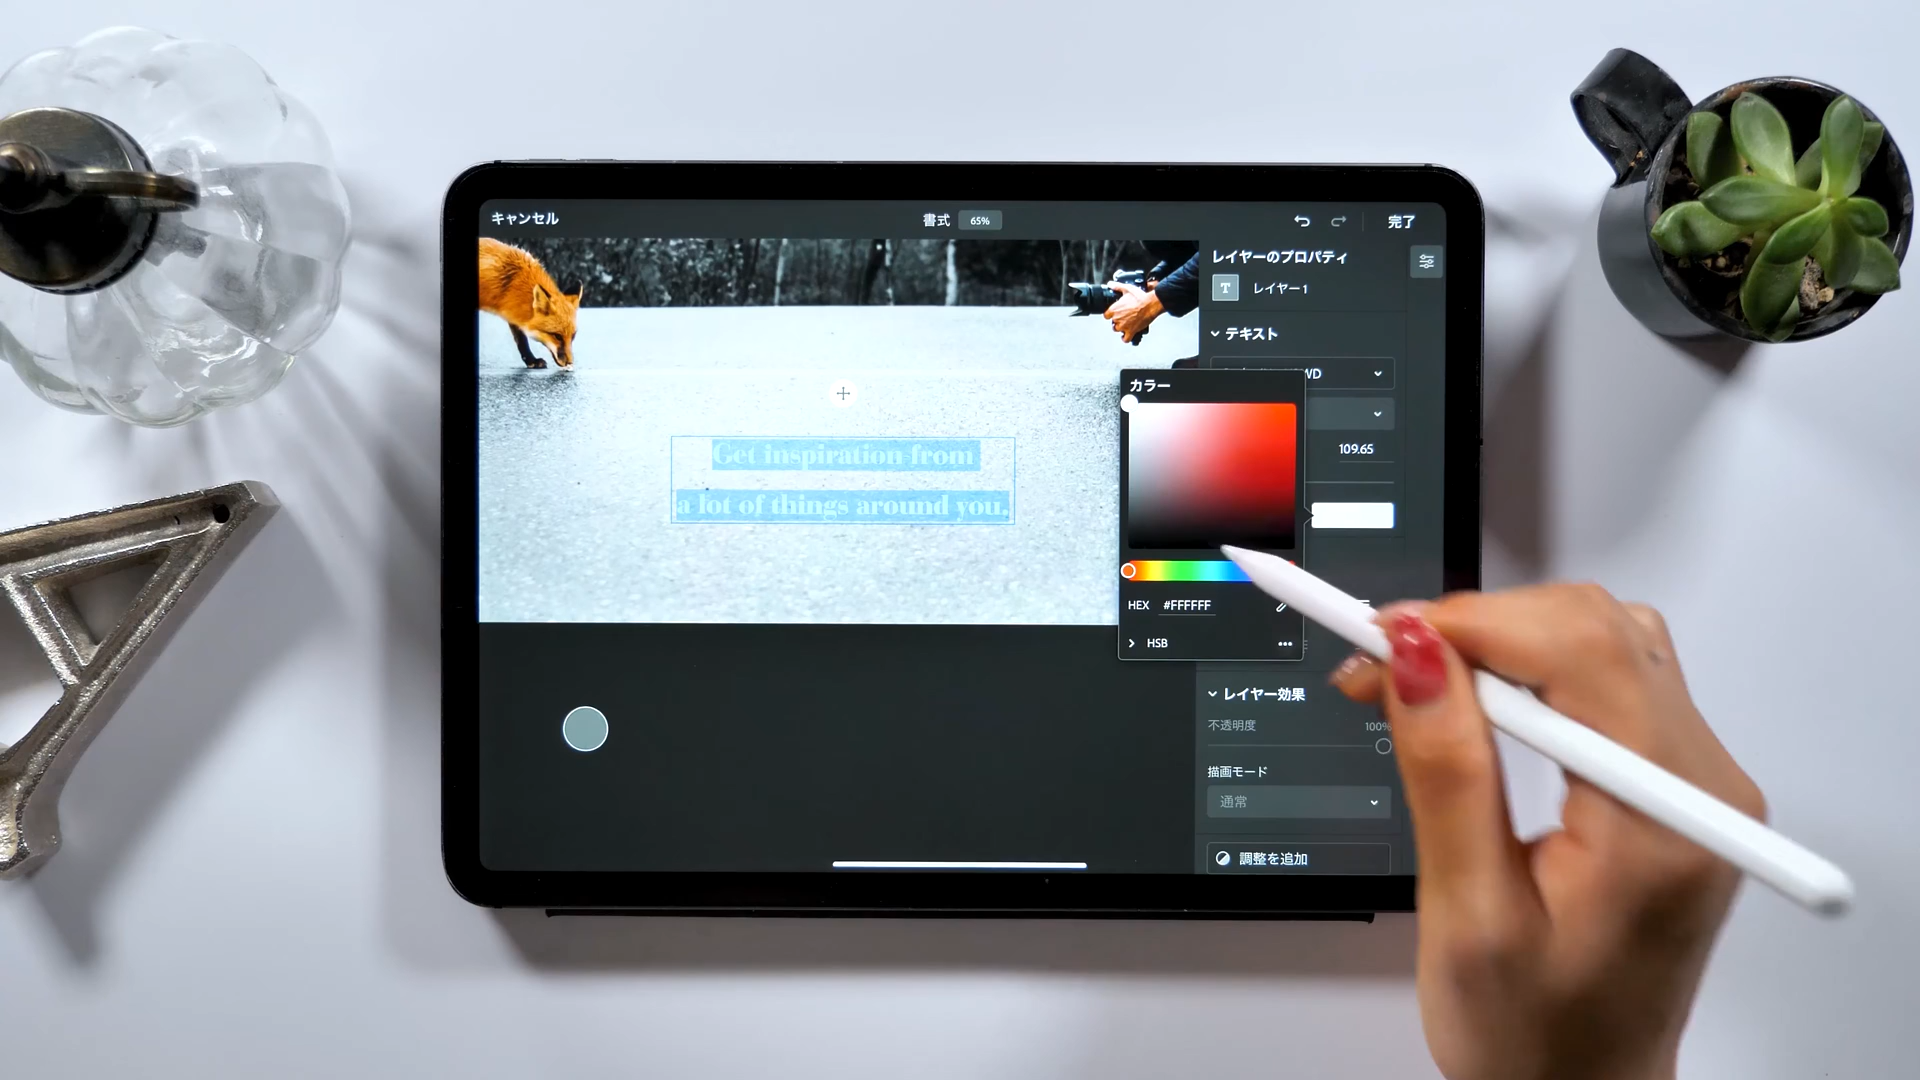 キャンセル
書式 65%
完了
レイヤーのプロパティ
T レイヤー1
テキスト
カラー
109.65
Get inspiration from
a lot of things around you.
HEX #FFFFFF
HSB
レイヤー効果
不透明度 100%
描画モード
通常
調整を追加